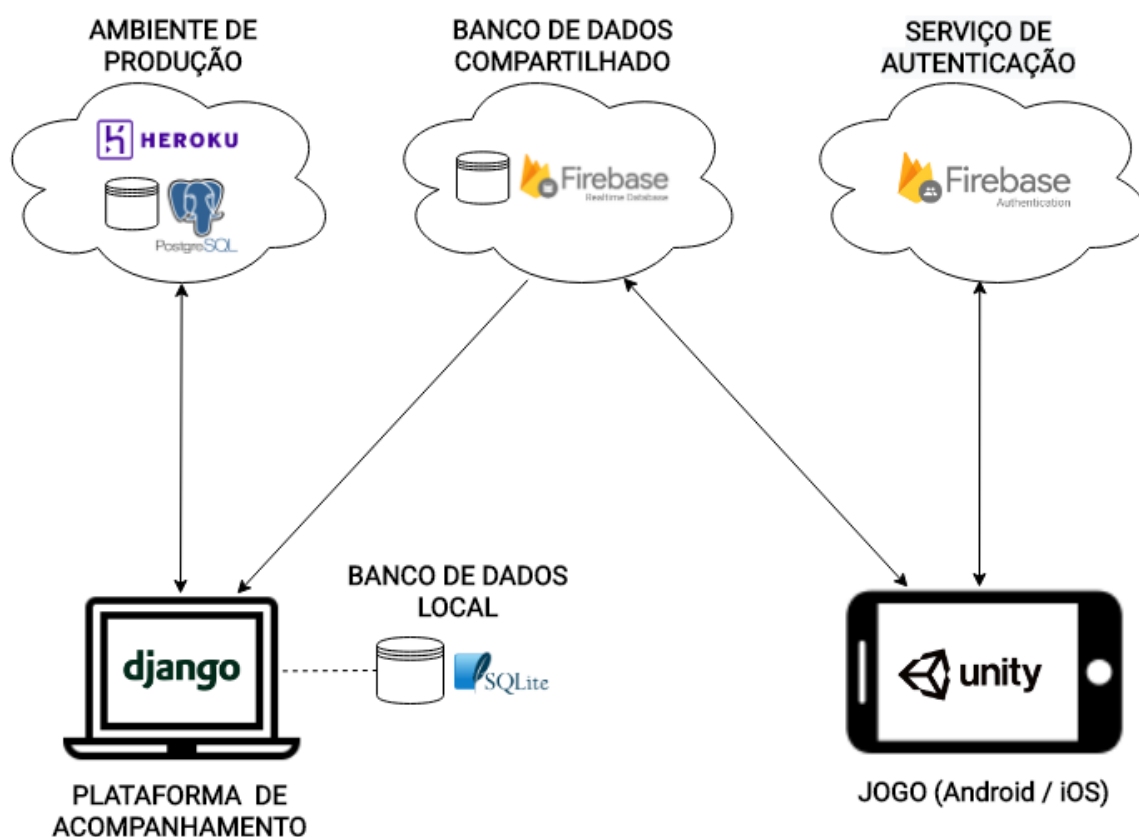 AMBIENTE DE
PRODUÇÃO
BANCO DE DADOS
COMPARTILHADO
SERVIÇO DE
AUTENTICAÇÃO
HEROKU
PostgreSQL
Firebase
Realtime Database
Firebase
Authentication
BANCO DE DADOS
LOCAL
django
SQLite
unity
PLATAFORMA DE
ACOMPANHAMENTO
JOGO (Android / iOS)